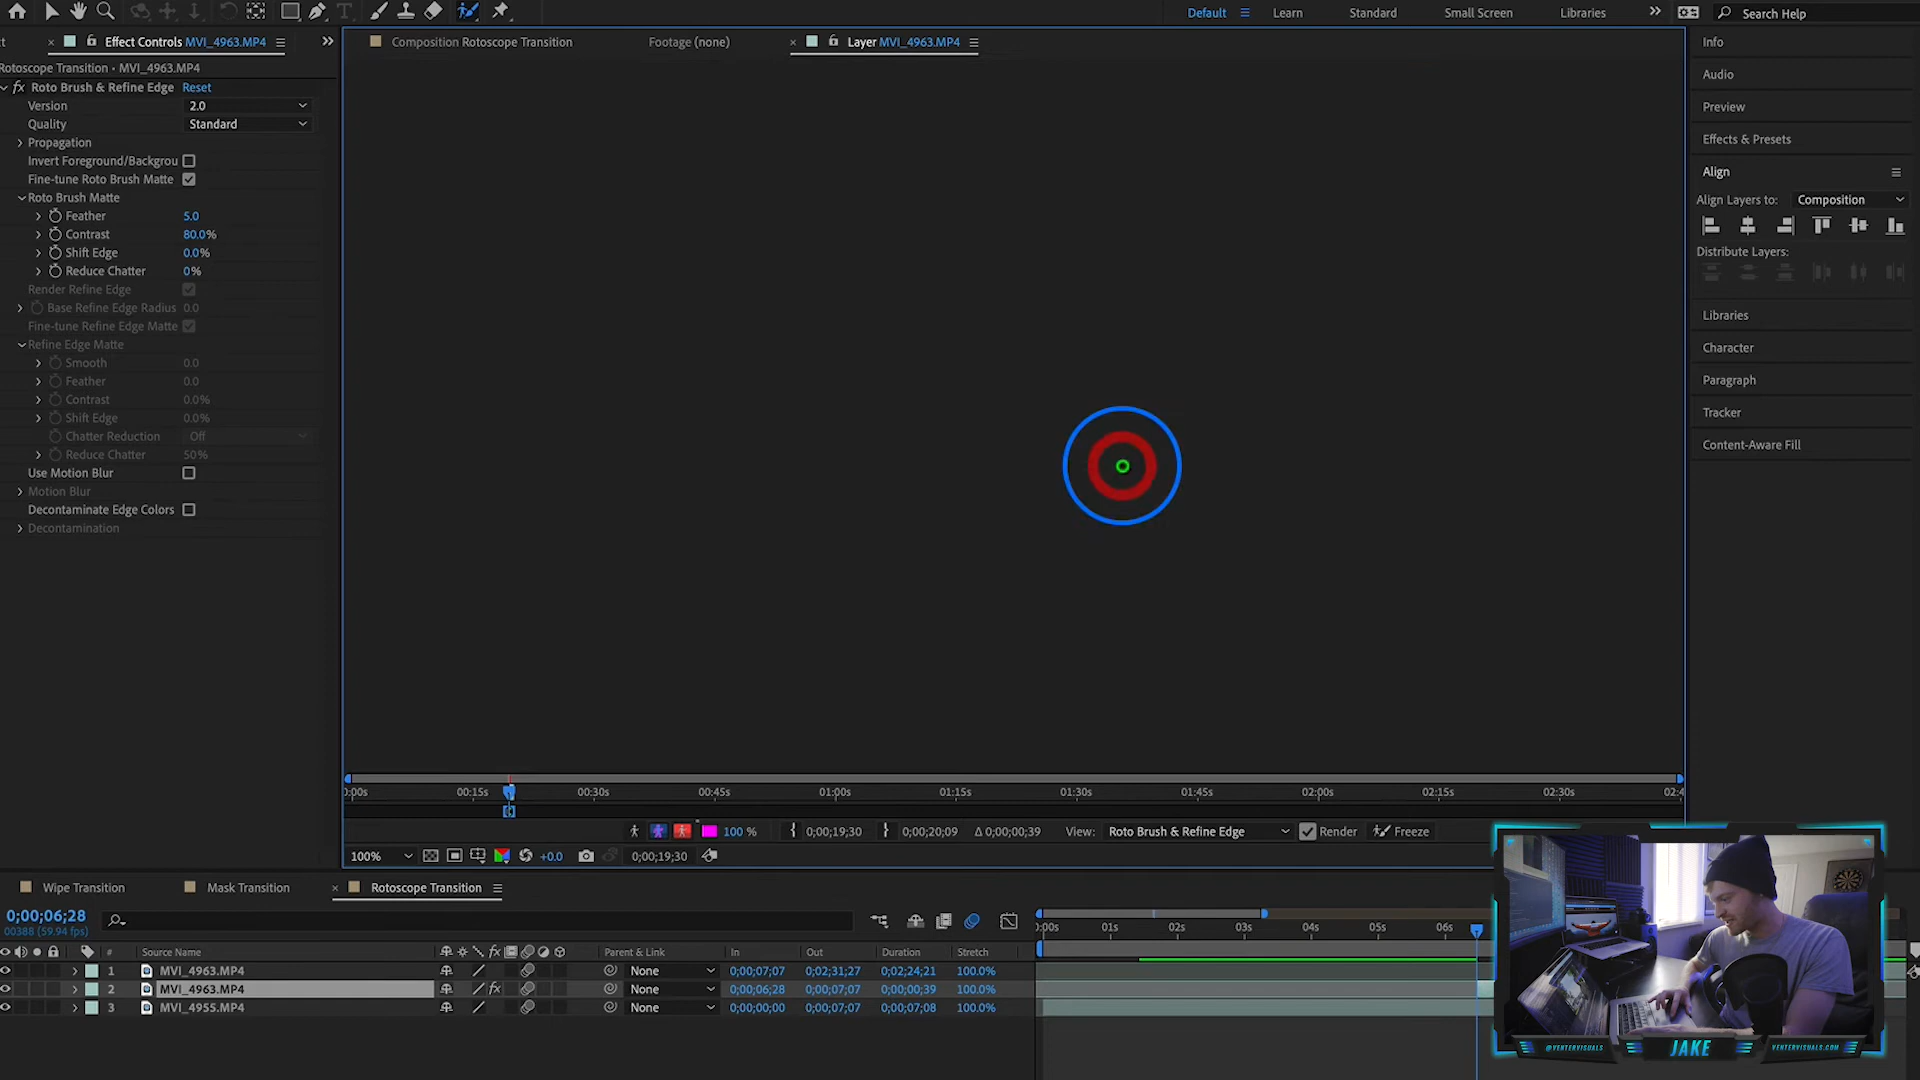 Default
Learn
Standard
Small Screen
Libraries
Search Help
Effect Controls MVI_4963.MP4
Composition Rotoscope Transition
Footage (none)
Layer MVI_4963.MP4
Rotoscope Transition • MVI_4963.MP4
fx Roto Brush & Refine Edge Reset
Version 2.0
Quality Standard
Propagation
Invert Foreground/Backgrou
Fine-tune Roto Brush Matte
Roto Brush Matte
Feather 5.0
Contrast 80.0%
Shift Edge 0.0%
Reduce Chatter 0%
Render Refine Edge
Base Refine Edge Radius 0.0
Fine-tune Refine Edge Matte
Refine Edge Matte
Smooth 0.0
Feather 0.0
Contrast 0.0%
Shift Edge 0.0%
Chatter Reduction Off
Reduce Chatter 50%
Use Motion Blur
Motion Blur
Decontaminate Edge Colors
Decontamination
Info
Audio
Preview
Effects & Presets
Align
Align Layers to: Composition
Distribute Layers:
Libraries
Character
Paragraph
Tracker
Content-Aware Fill
0:00s 00:15s 00:30s 00:45s 01:00s 01:15s 01:30s 01:45s 02:00s 02:15s 02:30s 02:4
100 % 0;00;19;30 0;00;20;09 Δ 0;00;00;39 View: Roto Brush & Refine Edge Render Freeze
100% +0.0 0;00;19;30
Wipe Transition
Mask Transition
Rotoscope Transition
0;00;06;28
00388 (59.94 fps)
0:00s 01s 02s 03s 04s 05s 06s
# Source Name fx Parent & Link In Out Duration Stretch
1 MVI_4963.MP4 None 0;00;07;07 0;02;31;27 0;02;24;21 100.0%
2 MVI_4963.MP4 fx None 0;00;06;28 0;00;07;07 0;00;00;39 100.0%
3 MVI_4955.MP4 None 0;00;00;00 0;00;07;07 0;00;07;08 100.0%
@VENTERVISUALS JAKE VENTERVISUALS.COM